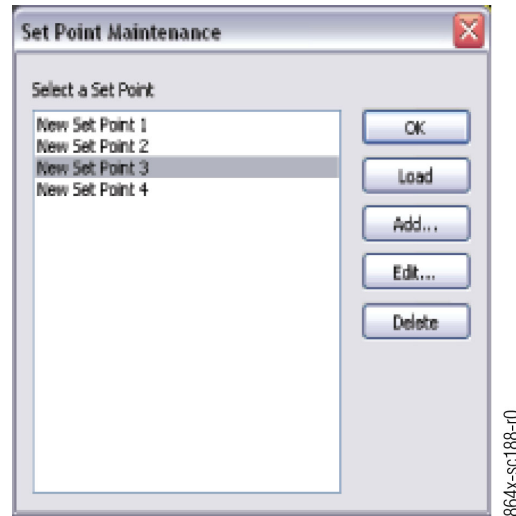 Set Point Maintenance
Select a Set Point
New Set Point 1
New Set Point 2
New Set Point 3
New Set Point 4
OK
Load
Add...
Edit...
Delete
864x-sc188-r0